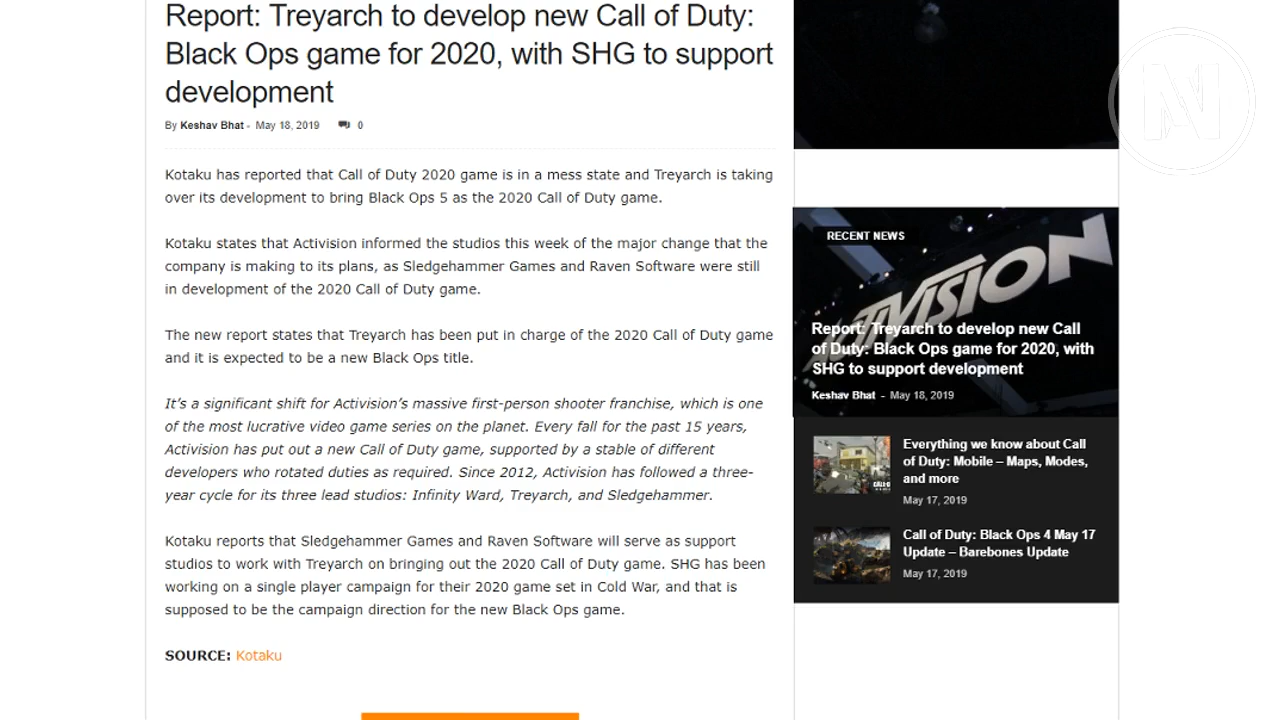 Report: Treyarch to develop new Call of Duty:
Black Ops game for 2020, with SHG to support
development
By Keshav Bhat - May 18, 2019 0
Kotaku has reported that Call of Duty 2020 game is in a mess state and Treyarch is taking
over its development to bring Black Ops 5 as the 2020 Call of Duty game.
Kotaku states that Activision informed the studios this week of the major change that the
company is making to its plans, as Sledgehammer Games and Raven Software were still
in development of the 2020 Call of Duty game.
The new report states that Treyarch has been put in charge of the 2020 Call of Duty game
and it is expected to be a new Black Ops title.
It's a significant shift for Activision's massive first-person shooter franchise, which is one
of the most lucrative video game series on the planet. Every fall for the past 15 years,
Activision has put out a new Call of Duty game, supported by a stable of different
developers who rotated duties as required. Since 2012, Activision has followed a three-
year cycle for its three lead studios: Infinity Ward, Treyarch, and Sledgehammer.
Kotaku reports that Sledgehammer Games and Raven Software will serve as support
studios to work with Treyarch on bringing out the 2020 Call of Duty game. SHG has been
working on a single player campaign for their 2020 game set in Cold War, and that is
supposed to be the campaign direction for the new Black Ops game.
SOURCE: Kotaku
RECENT NEWS
ACTIVISION
Report: Treyarch to develop new Call
of Duty: Black Ops game for 2020, with
SHG to support development
Keshav Bhat - May 18, 2019
Everything we know about Call
of Duty: Mobile – Maps, Modes,
and more
May 17, 2019
Call of Duty: Black Ops 4 May 17
Update – Barebones Update
May 17, 2019